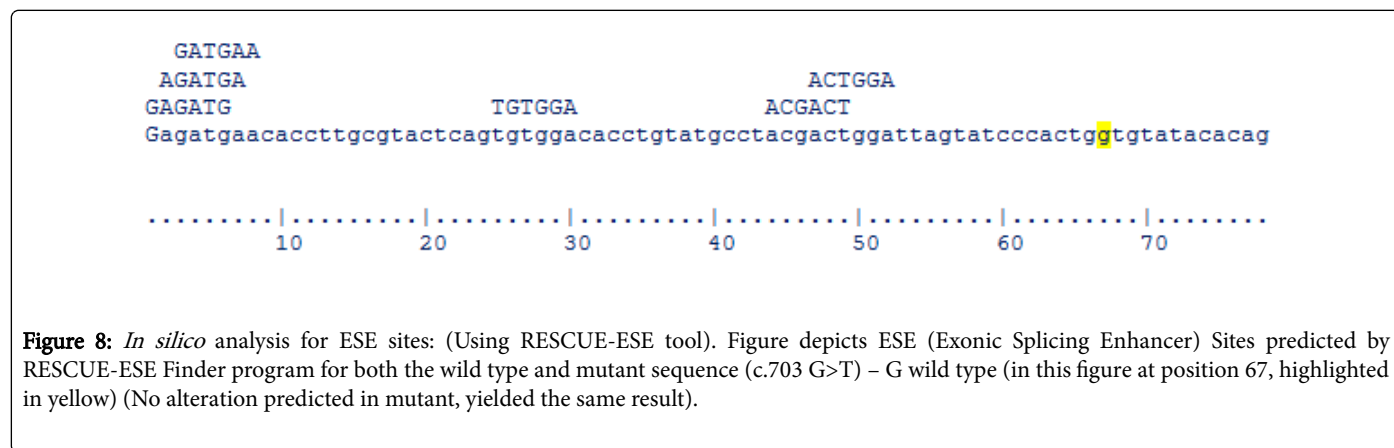 GATGAA
AGATGA ACTGGA
GAGATG TGTGGA ACGACT
Gagatgaacaccttgcgtactcagtgtggacacctgtatgcctacgactggattagtatcccactggtgtatacacag
.........|.........|.........|.........|.........|.........|.........|........
10 20 30 40 50 60 70
Figure 8: In silico analysis for ESE sites: (Using RESCUE-ESE tool). Figure depicts ESE (Exonic Splicing Enhancer) Sites predicted by
RESCUE-ESE Finder program for both the wild type and mutant sequence (c.703 G>T) – G wild type (in this figure at position 67, highlighted
in yellow) (No alteration predicted in mutant, yielded the same result).